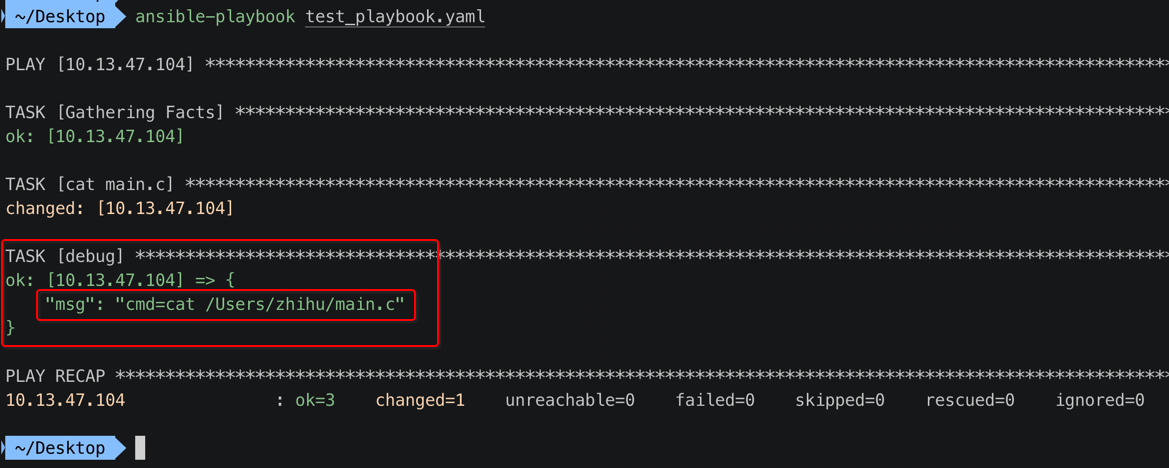 ~/Desktop ansible-playbook test_playbook.yaml
PLAY [10.13.47.104] *************************************************************************************************
TASK [Gathering Facts] **********************************************************************************************
ok: [10.13.47.104]
TASK [cat main.c] ***************************************************************************************************
changed: [10.13.47.104]
TASK [debug] ********************************************************************************************************
ok: [10.13.47.104] => {
"msg": "cmd=cat /Users/zhihu/main.c"
}
PLAY RECAP **********************************************************************************************************
10.13.47.104 : ok=3 changed=1 unreachable=0 failed=0 skipped=0 rescued=0 ignored=0
~/Desktop